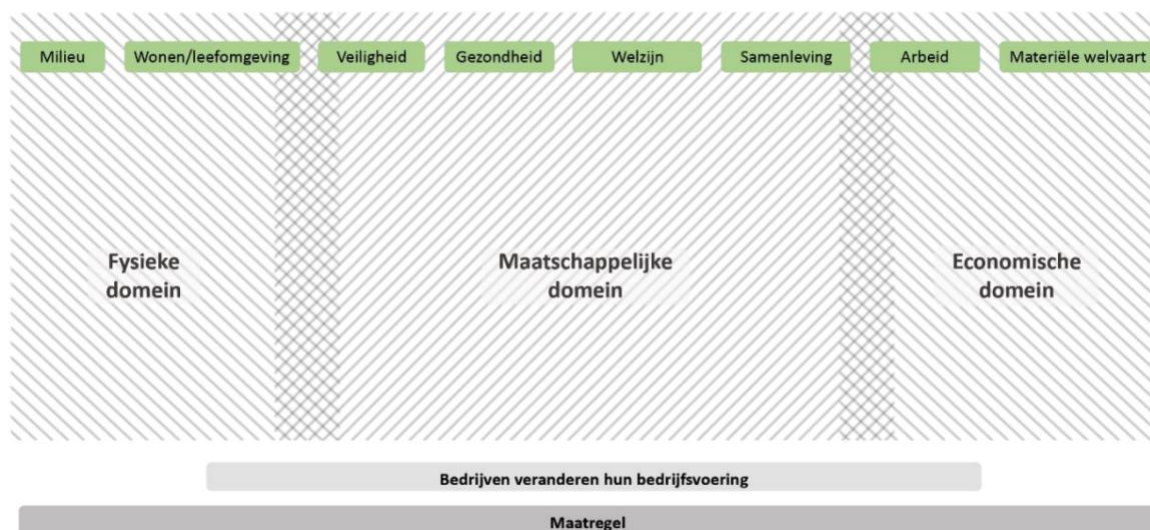 Milieu
Wonen/leefomgeving
Veiligheid
Gezondheid
Welzijn
Samenleving
Arbeid
Materiële welvaart
Fysieke
domein
Maatschappelijke
domein
Economische
domein
Bedrijven veranderen hun bedrijfsvoering
Maatregel